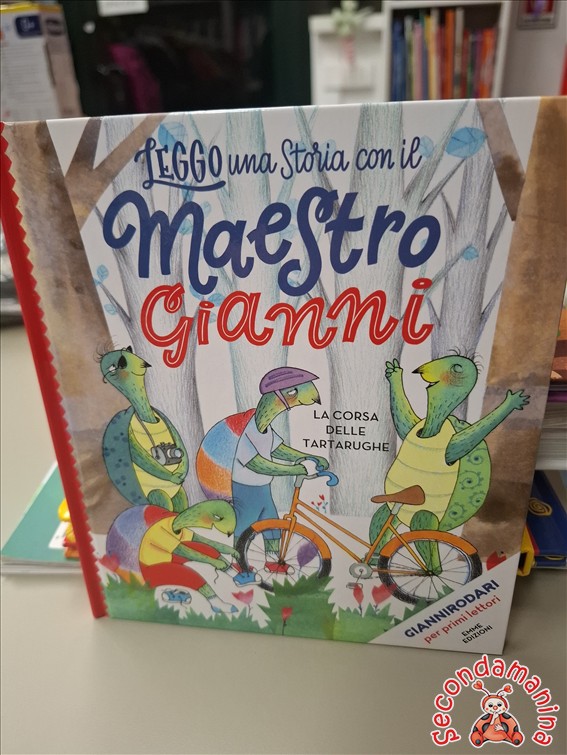 LEGGO una Storia con il
Maestro
Gianni
LA CORSA
DELLE
TARTARUGHE
GIANNIRODARI
per primi lettori
EMME
EDIZIONI
Secondamanina